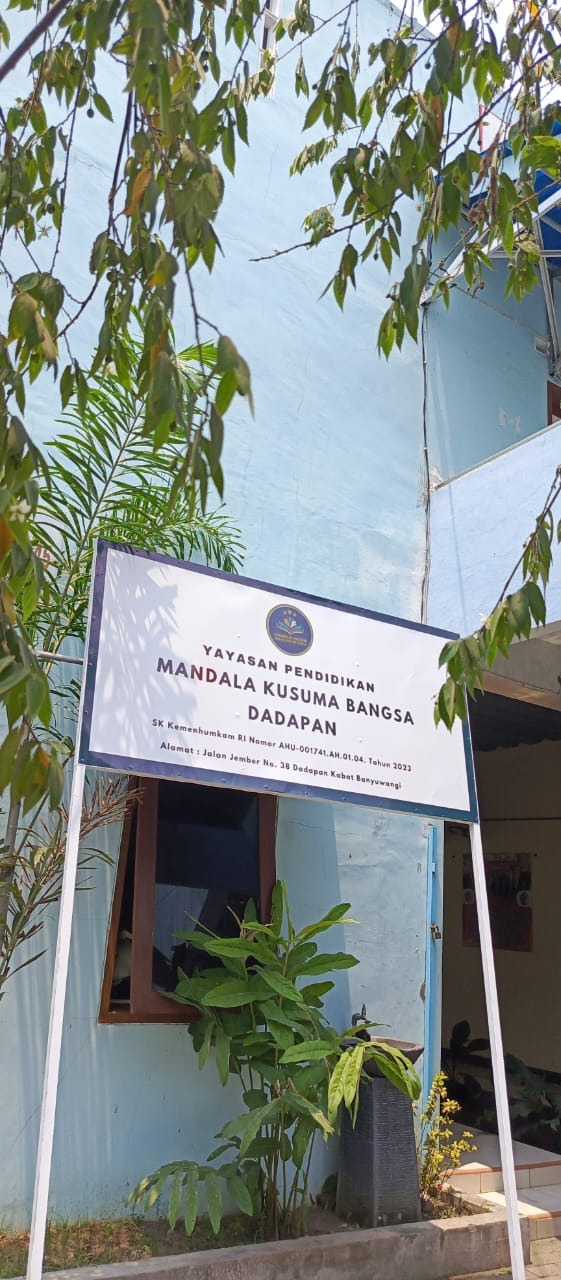 YAYASAN PENDIDIKAN
MANDALA KUSUMA BANGSA
DADAPAN
SK Kemenhumkam RI Nomor AHU-001741.AH.01.04. Tahun 2023
Alamat : Jalan Jember No. 38 Dadapan Kabat Banyuwangi